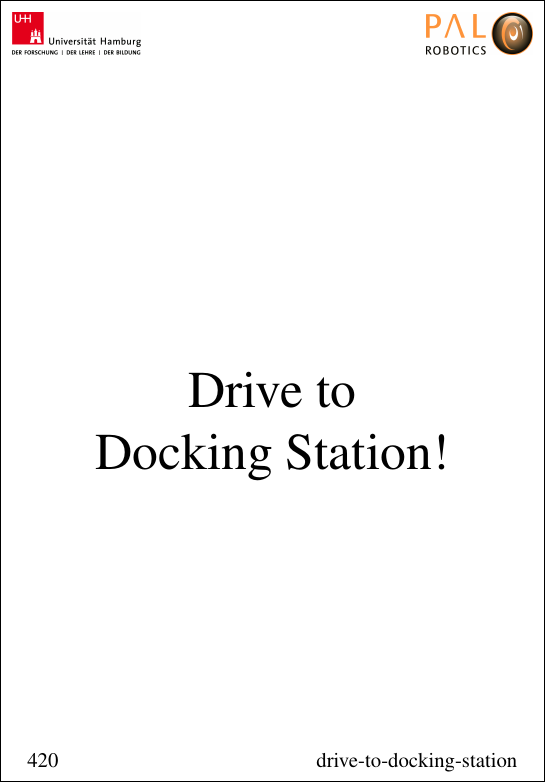 UHH
Universität Hamburg
DER FORSCHUNG | DER LEHRE | DER BILDUNG
PAL
ROBOTICS
Drive to
Docking Station!
420 drive-to-docking-station